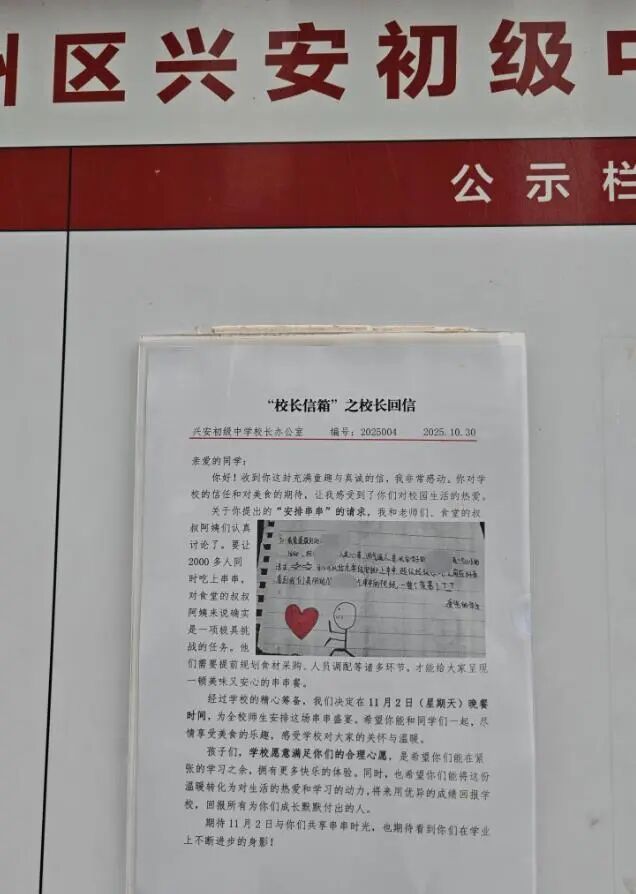 州区兴安初级中
公示栏
“校长信箱”之校长回信
兴安初级中学校长办公室 编号：2025004 2025.10.30
亲爱的同学：
你好！收到你这封充满童趣与真诚的信，我非常感动。你对学
校的信任和对美食的期待，让我感受到了你们对校园生活的热爱。
关于你提出的“安排串串”的请求，我和老师们、食堂的叔
叔阿姨们认真
讨论了。要让
2000 多人同
时吃上串串，
对食堂的叔叔
阿姨来说确实
是一项极具挑
战的任务。他
们需要提前规划食材采购、人员调配等诸多环节，才能给大家呈现
一顿美味又安心的串串餐。
经过学校的精心筹备，我们决定在 11 月 2 日（星期天）晚餐
时间，为全校师生安排这场串串盛宴。希望你能和同学们一起，尽
情享受美食的乐趣，感受学校对大家的关怀与温暖。
孩子们，学校愿意满足你们的合理心愿，是希望你们能在紧
张的学习之余，拥有更多快乐的体验。同时，也希望你们能将这份
温暖转化为对生活的热爱和学习的动力，将来用优异的成绩回报学
校，回报所有为你们成长默默付出的人。
期待 11 月 2 日与你们共享串串时光，也期待看到你们在学业
上不断进步的身影！